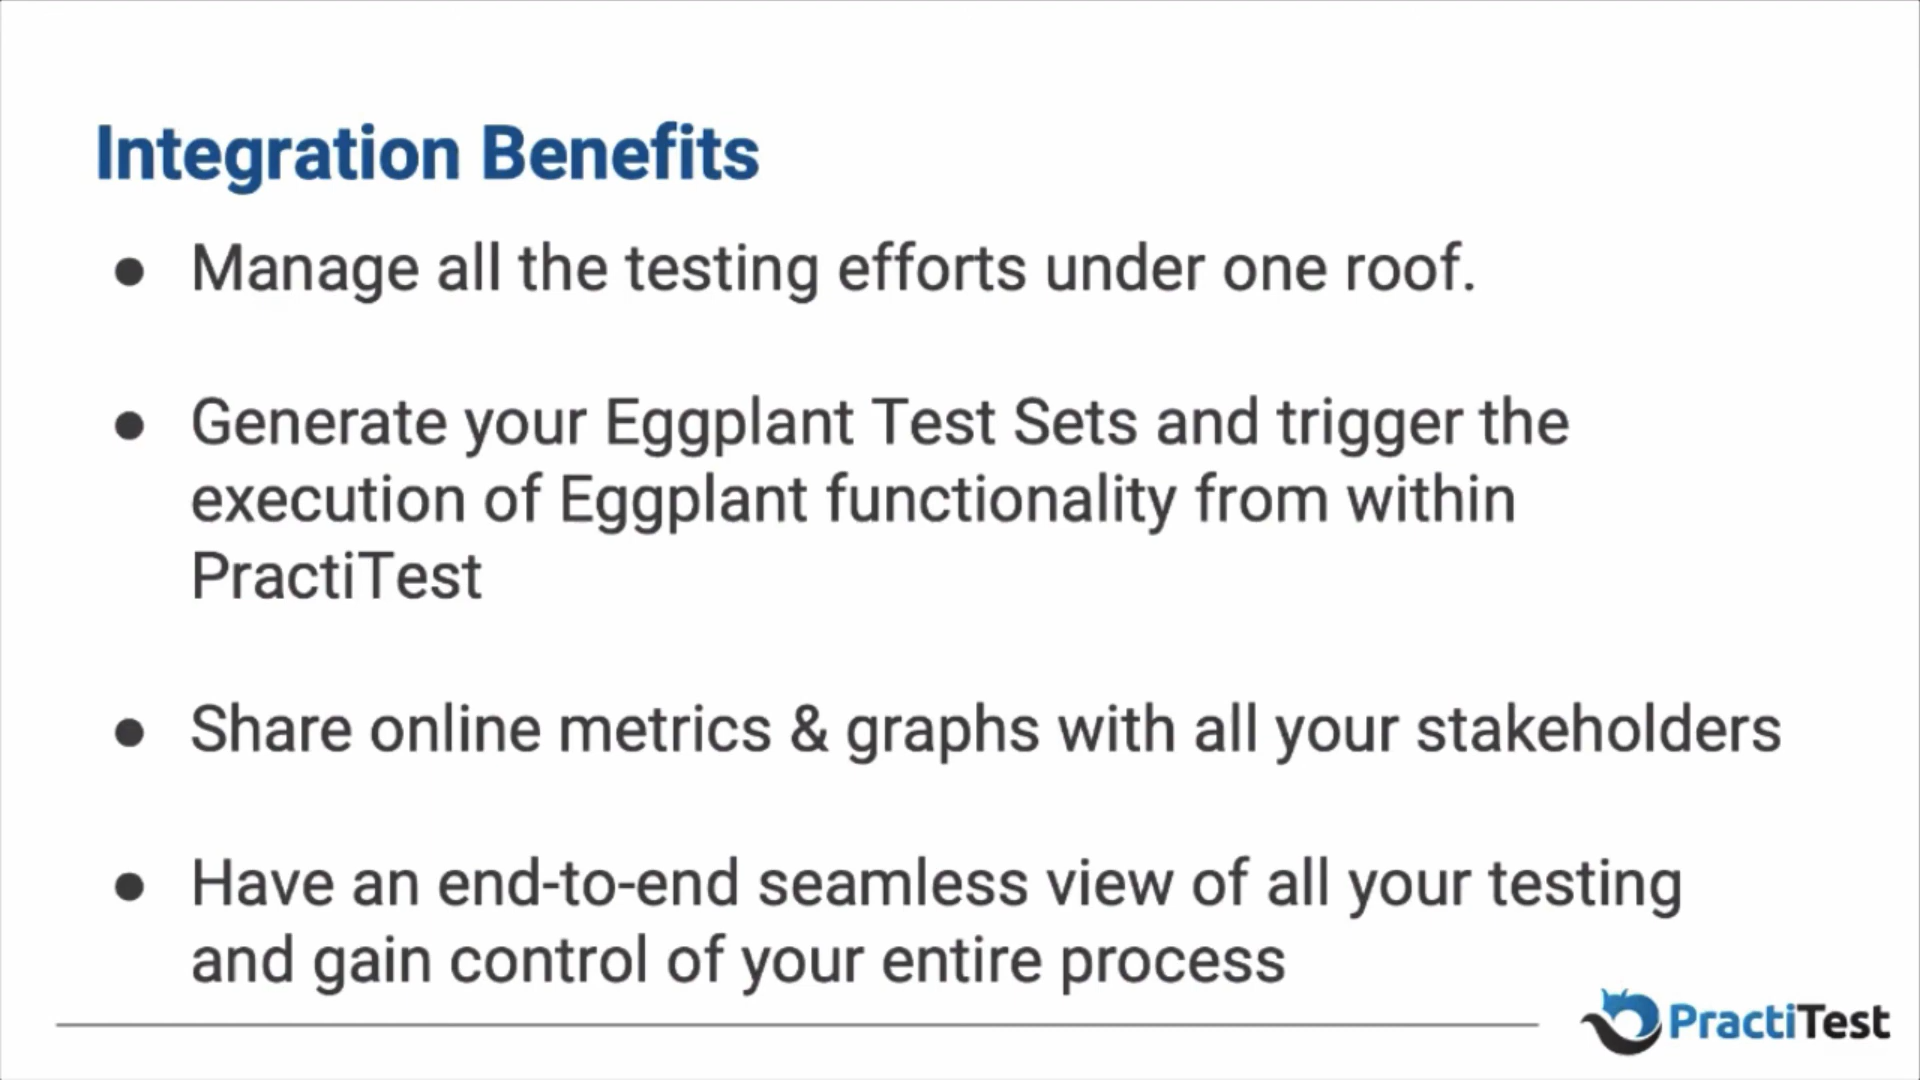 Integration Benefits
● Manage all the testing efforts under one roof.
● Generate your Eggplant Test Sets and trigger the
execution of Eggplant functionality from within
PractiTest
● Share online metrics & graphs with all your stakeholders
● Have an end-to-end seamless view of all your testing
and gain control of your entire process
PractiTest